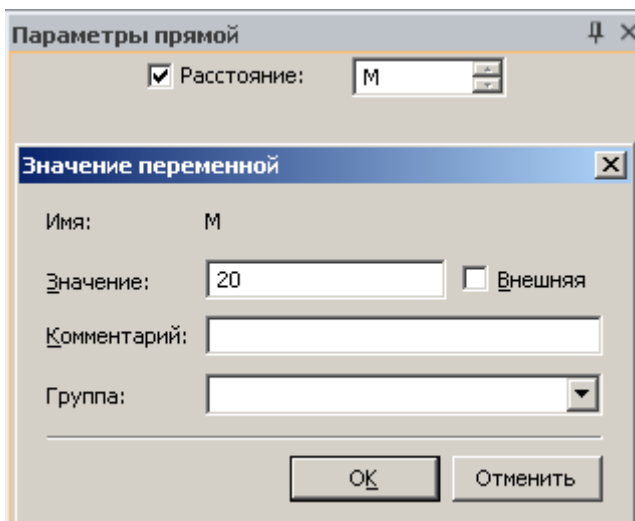 Параметры прямой
Расстояние: M
Значение переменной
Имя: M
Значение: 20 Внешняя
Комментарий:
Группа:
OK Отменить